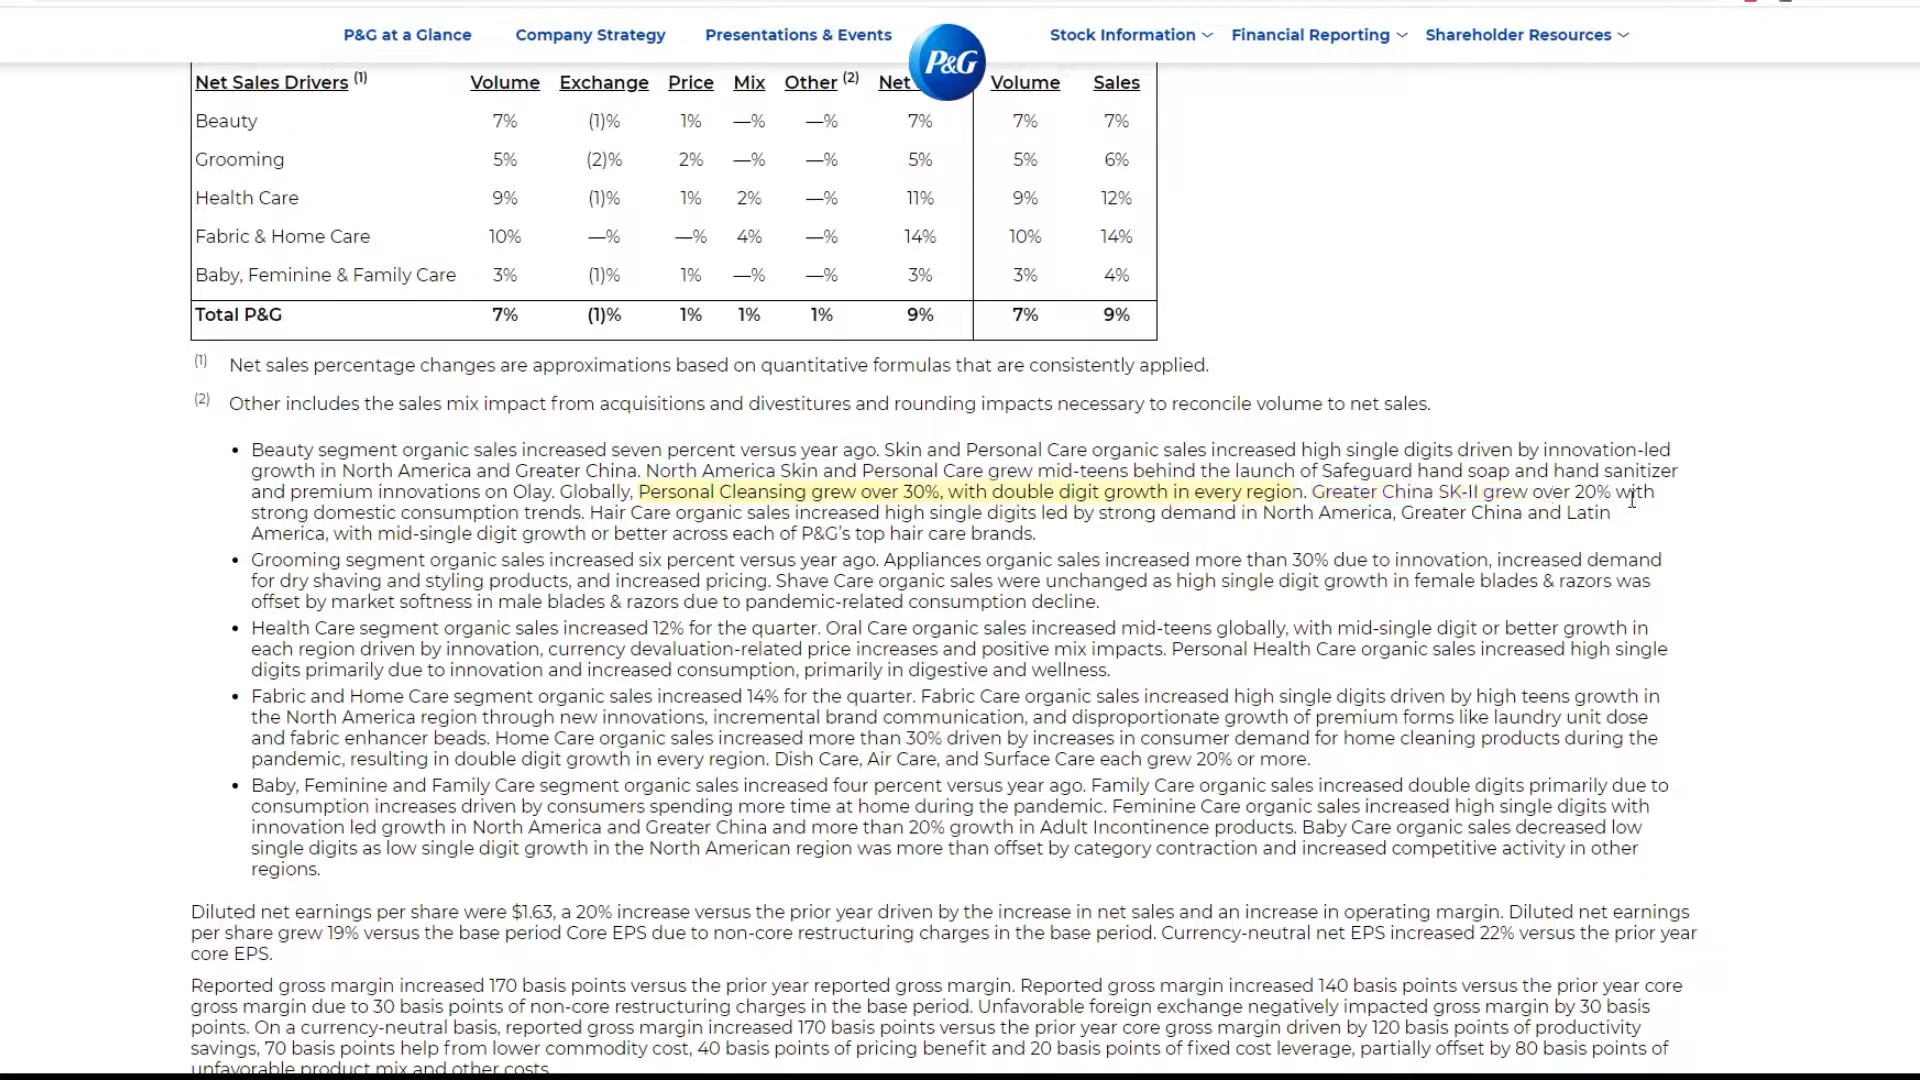 P&G at a Glance Company Strategy Presentations & Events P&G Stock Information Financial Reporting Shareholder Resources
Net Sales Drivers (1) Volume Exchange Price Mix Other (2) Net Volume Sales
Beauty 7% (1)% 1% —% —% 7% 7% 7%
Grooming 5% (2)% 2% —% —% 5% 5% 6%
Health Care 9% (1)% 1% 2% —% 11% 9% 12%
Fabric & Home Care 10% —% —% 4% —% 14% 10% 14%
Baby, Feminine & Family Care 3% (1)% 1% —% —% 3% 3% 4%
Total P&G 7% (1)% 1% 1% 1% 9% 7% 9%
(1) Net sales percentage changes are approximations based on quantitative formulas that are consistently applied.
(2) Other includes the sales mix impact from acquisitions and divestitures and rounding impacts necessary to reconcile volume to net sales.
• Beauty segment organic sales increased seven percent versus year ago. Skin and Personal Care organic sales increased high single digits driven by innovation-led
growth in North America and Greater China. North America Skin and Personal Care grew mid-teens behind the launch of Safeguard hand soap and hand sanitizer
and premium innovations on Olay. Globally, Personal Cleansing grew over 30%, with double digit growth in every region. Greater China SK-II grew over 20% with
strong domestic consumption trends. Hair Care organic sales increased high single digits led by strong demand in North America, Greater China and Latin
America, with mid-single digit growth or better across each of P&G's top hair care brands.
• Grooming segment organic sales increased six percent versus year ago. Appliances organic sales increased more than 30% due to innovation, increased demand
for dry shaving and styling products, and increased pricing. Shave Care organic sales were unchanged as high single digit growth in female blades & razors was
offset by market softness in male blades & razors due to pandemic-related consumption decline.
• Health Care segment organic sales increased 12% for the quarter. Oral Care organic sales increased mid-teens globally, with mid-single digit or better growth in
each region driven by innovation, currency devaluation-related price increases and positive mix impacts. Personal Health Care organic sales increased high single
digits primarily due to innovation and increased consumption, primarily in digestive and wellness.
• Fabric and Home Care segment organic sales increased 14% for the quarter. Fabric Care organic sales increased high single digits driven by high teens growth in
the North America region through new innovations, incremental brand communication, and disproportionate growth of premium forms like laundry unit dose
and fabric enhancer beads. Home Care organic sales increased more than 30% driven by increases in consumer demand for home cleaning products during the
pandemic, resulting in double digit growth in every region. Dish Care, Air Care, and Surface Care each grew 20% or more.
• Baby, Feminine and Family Care segment organic sales increased four percent versus year ago. Family Care organic sales increased double digits primarily due to
consumption increases driven by consumers spending more time at home during the pandemic. Feminine Care organic sales increased high single digits with
innovation led growth in North America and Greater China and more than 20% growth in Adult Incontinence products. Baby Care organic sales decreased low
single digits as low single digit growth in the North American region was more than offset by category contraction and increased competitive activity in other
regions.
Diluted net earnings per share were $1.63, a 20% increase versus the prior year driven by the increase in net sales and an increase in operating margin. Diluted net earnings
per share grew 19% versus the base period Core EPS due to non-core restructuring charges in the base period. Currency-neutral net EPS increased 22% versus the prior year
core EPS.
Reported gross margin increased 170 basis points versus the prior year reported gross margin. Reported gross margin increased 140 basis points versus the prior year core
gross margin due to 30 basis points of non-core restructuring charges in the base period. Unfavorable foreign exchange negatively impacted gross margin by 30 basis
points. On a currency-neutral basis, reported gross margin increased 170 basis points versus the prior year core gross margin driven by 120 basis points of productivity
savings, 70 basis points help from lower commodity cost, 40 basis points of pricing benefit and 20 basis points of fixed cost leverage, partially offset by 80 basis points of
unfavorable product mix and other costs.